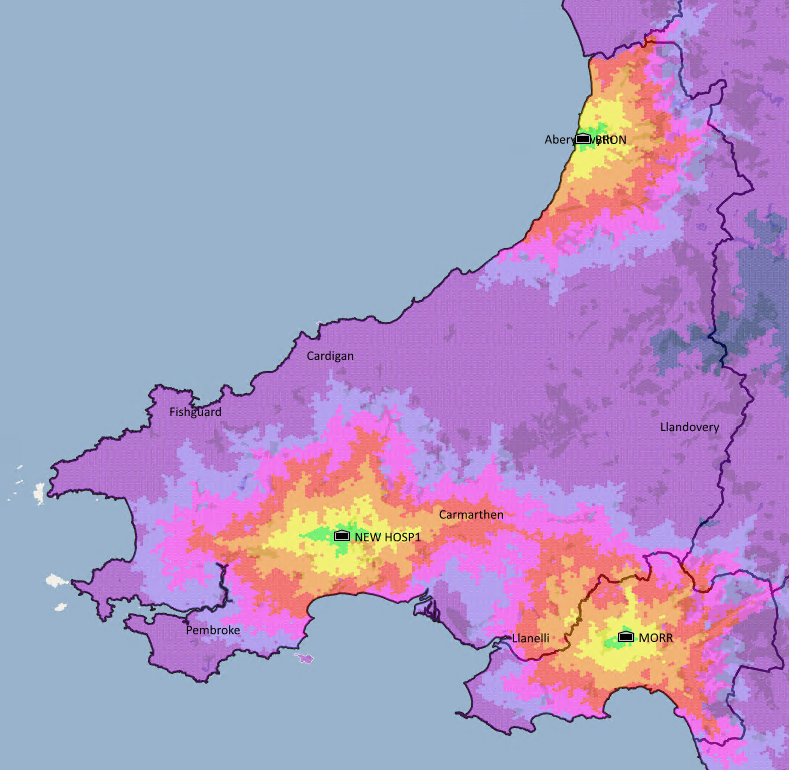 BRON
Cardigan
Fishguard
Llandovery
Carmarthen
NEW HOSP1
Pembroke
Llanelli
MORR